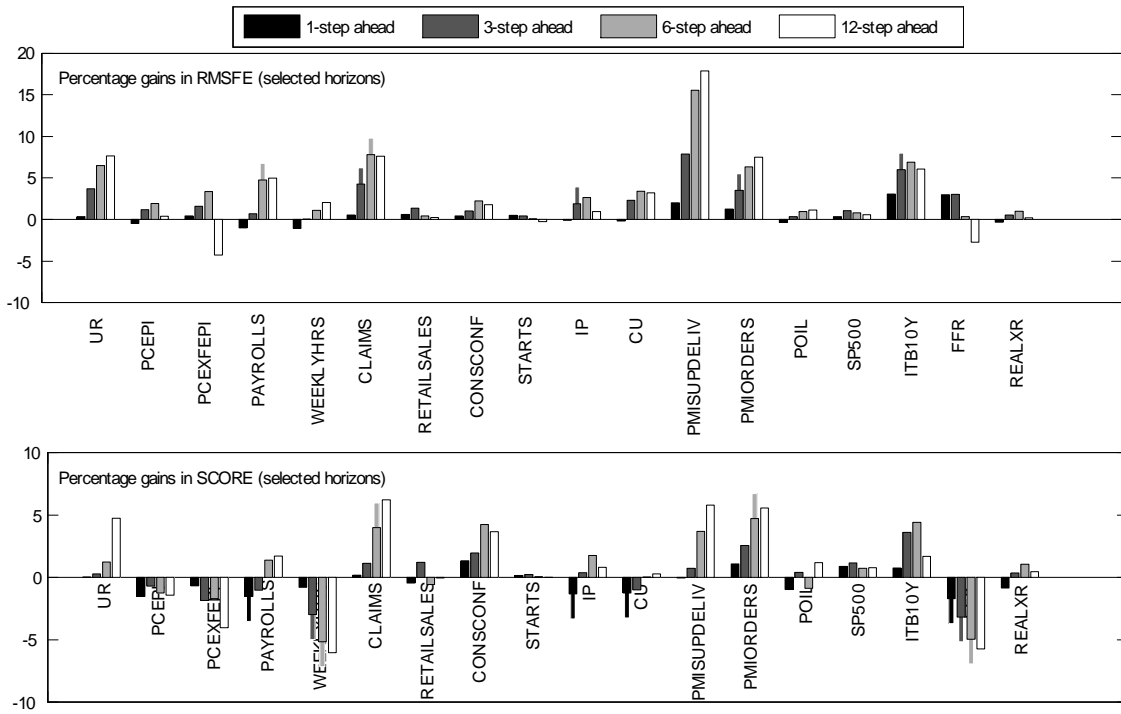 1-step ahead 3-step ahead 6-step ahead 12-step ahead
20
Percentage gains in RMSFE (selected horizons)
15
10
5
0
-5
-10
UR
PCEPI
PCEXFEPI
PAYROLLS
WEEKLYHRS
CLAIMS
RETAILSALES
CONSCONF
STARTS
IP
CU
PMISUPDELIV
PMIORDERS
POIL
SP500
ITB10Y
FFR
REALXR
10
Percentage gains in SCORE (selected horizons)
5
0
-5
-10
UR
PCEPI
PCEXFEPI
PAYROLLS
CLAIMS
RETAILSALES
CONSCONF
STARTS
IP
CU
PMISUPDELIV
PMIORDERS
POIL
SP500
ITB10Y
REALXR